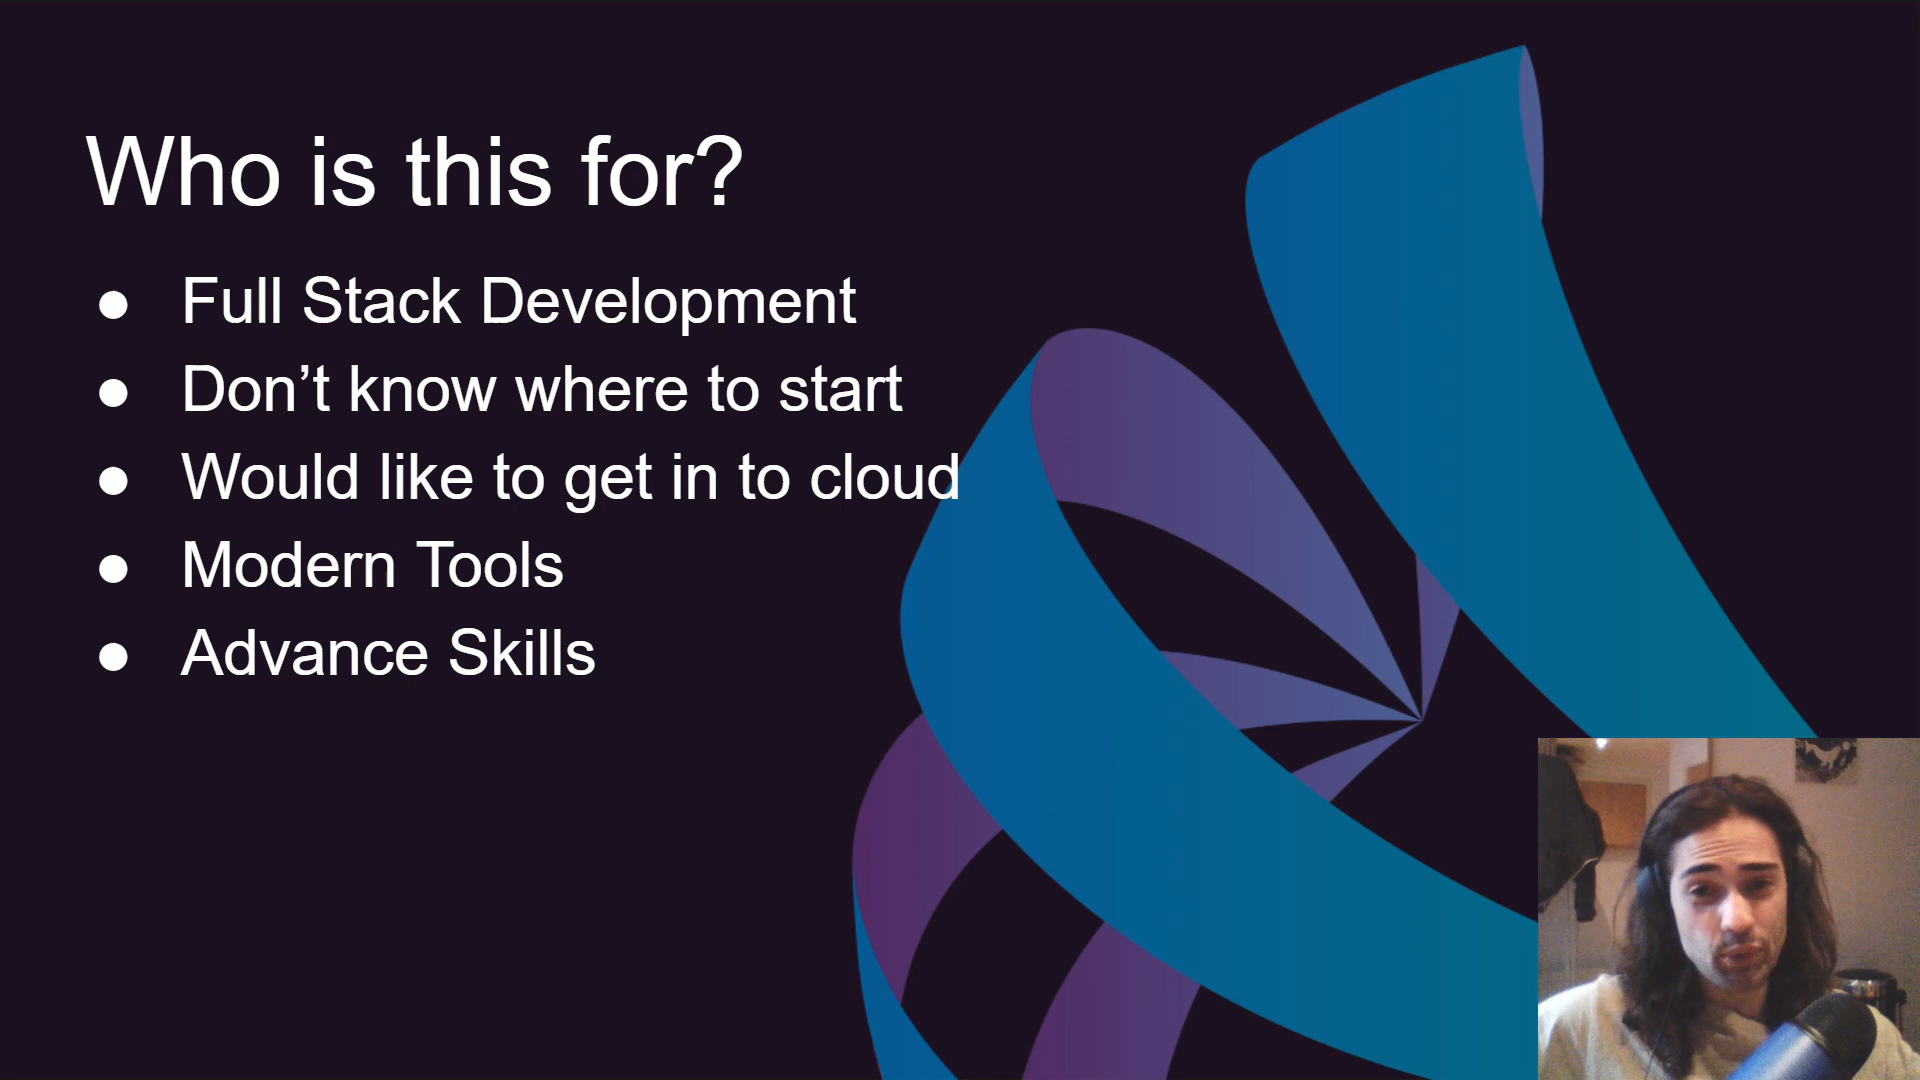 Who is this for?
● Full Stack Development
● Don’t know where to start
● Would like to get in to cloud
● Modern Tools
● Advance Skills